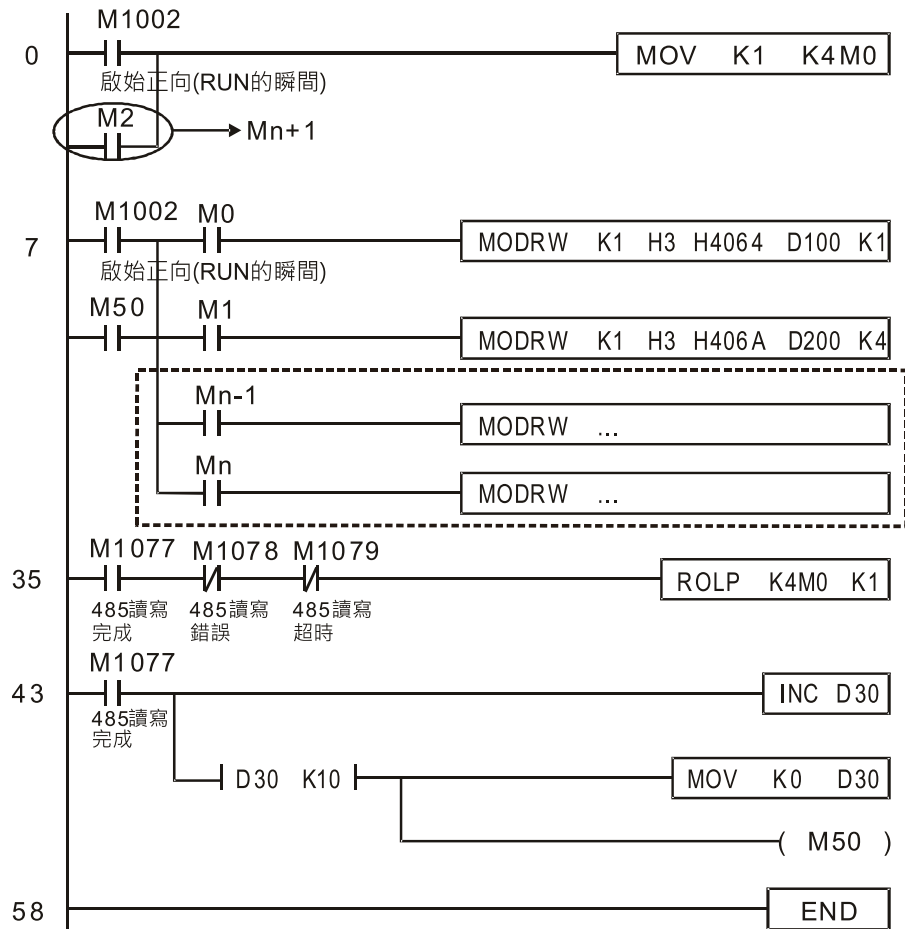 M1002
0
MOV K1 K4M0
啟始正向(RUN的瞬間)
M2
Mn+1
M1002 M0
7
MODRW K1 H3 H4064 D100 K1
啟始正向(RUN的瞬間)
M50 M1
MODRW K1 H3 H406A D200 K4
Mn-1
MODRW ...
Mn
MODRW ...
M1077 M1078 M1079
35
ROLP K4M0 K1
485讀寫 485讀寫 485讀寫
完成 錯誤 超時
M1077
43
INC D30
485讀寫
完成
D30 K10
MOV K0 D30
( M50 )
58
END